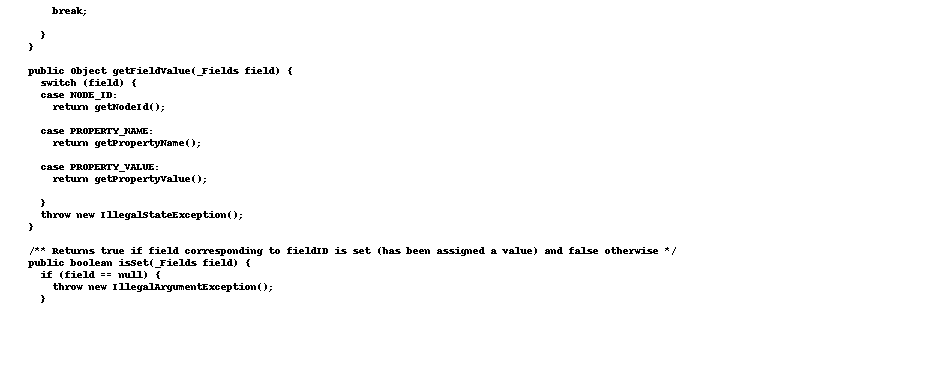 break;
}
}
public Object getFieldValue(_Fields field) {
switch (field) {
case NODE_ID:
return getNodeId();
case PROPERTY_NAME:
return getPropertyName();
case PROPERTY_VALUE:
return getPropertyValue();
}
throw new IllegalStateException();
}
/** Returns true if field corresponding to fieldID is set (has been assigned a value) and false otherwise */
public boolean isSet(_Fields field) {
if (field == null) {
throw new IllegalArgumentException();
}